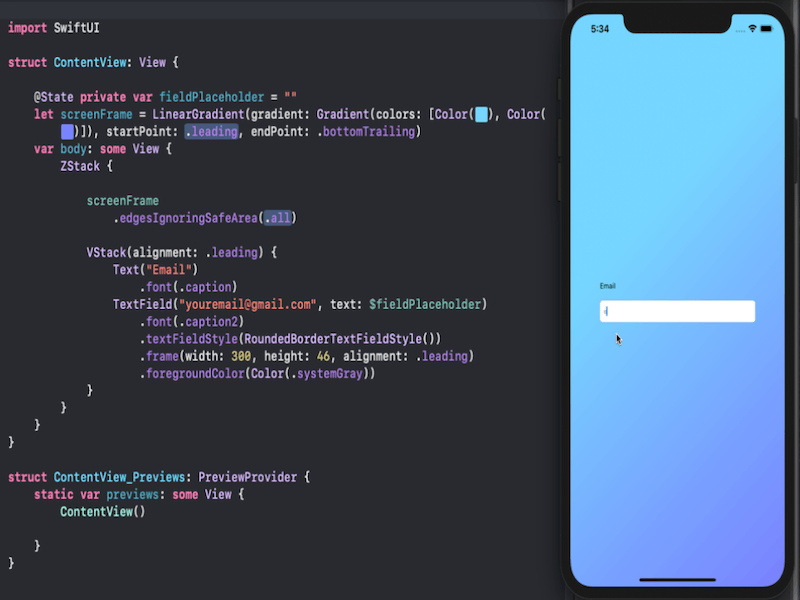 import SwiftUI
struct ContentView: View {
@State private var fieldPlaceholder = ""
let screenFrame = LinearGradient(gradient: Gradient(colors: [Color( ), Color(
)]), startPoint: .leading, endPoint: .bottomTrailing)
var body: some View {
ZStack {
screenFrame
.edgesIgnoringSafeArea(.all)
VStack(alignment: .leading) {
Text("Email")
.font(.caption)
TextField("youremail@gmail.com", text: $fieldPlaceholder)
.font(.caption2)
.textFieldStyle(RoundedBorderTextFieldStyle())
.frame(width: 300, height: 46, alignment: .leading)
.foregroundColor(Color(.systemGray))
}
}
}
}
struct ContentView_Previews: PreviewProvider {
static var previews: some View {
ContentView()
}
}
5:34
Email